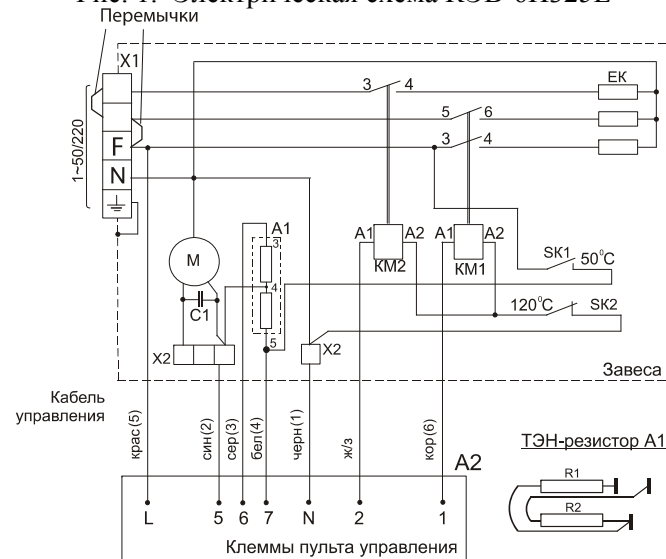 Рис. 1. Электрическая схема КЭВ-6П323Е
Перемычки
X1
3 4
EK
5 6
F
3 4
1~50/220
N
A1
3
A1 A2 A1 A2
M
4
KM2 KM1
SK1 50°C
C1
120°C SK2
5
X2
X2
Завеса
Кабель
управления
крас(5)
син(2)
сер(3)
бел(4)
черн(1)
ж/з
кор(6)
ТЭН-резистор A1
A2
R1
R2
L 5 6 7 N 2 1
Клеммы пульта управления